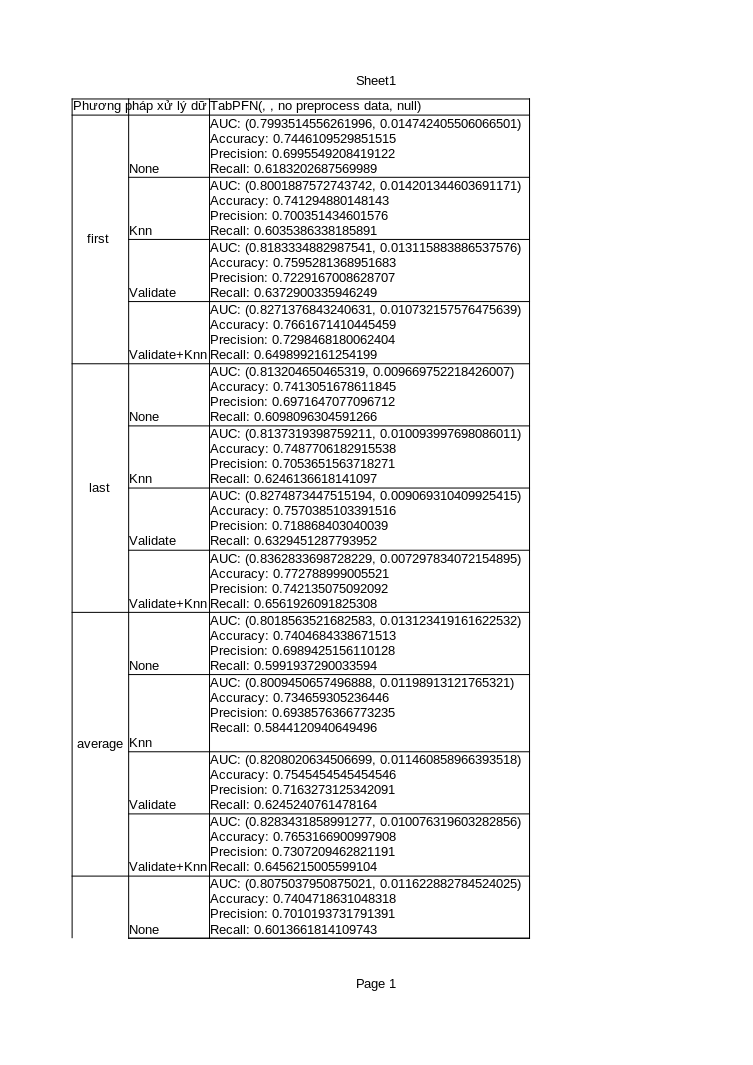 Sheet1
Phương pháp xử lý dữ TabPFN(, , no preprocess data, null)
first
None
AUC: (0.7993514556261996, 0.014742405506066501)
Accuracy: 0.7446109529851515
Precision: 0.6995549208419122
Recall: 0.6183202687569989
Knn
AUC: (0.8001887572743742, 0.014201344603691171)
Accuracy: 0.741294880148143
Precision: 0.700351434601576
Recall: 0.6035386338185891
Validate
AUC: (0.8183334882987541, 0.013115883886537576)
Accuracy: 0.7595281368951683
Precision: 0.7229167008628707
Recall: 0.6372900335946249
Validate+Knn
AUC: (0.8271376843240631, 0.010732157576475639)
Accuracy: 0.7661671410445459
Precision: 0.7298468180062404
Recall: 0.6498992161254199
last
None
AUC: (0.813204650465319, 0.009669752218426007)
Accuracy: 0.7413051678611845
Precision: 0.6971647077096712
Recall: 0.6098096304591266
Knn
AUC: (0.8137319398759211, 0.010093997698086011)
Accuracy: 0.7487706182915538
Precision: 0.7053651563718271
Recall: 0.6246136618141097
Validate
AUC: (0.8274873447515194, 0.009069310409925415)
Accuracy: 0.7570385103391516
Precision: 0.718868403040039
Recall: 0.6329451287793952
Validate+Knn
AUC: (0.8362833698728229, 0.007297834072154895)
Accuracy: 0.772788999005521
Precision: 0.742135075092092
Recall: 0.6561926091825308
average
None
AUC: (0.8018563521682583, 0.013123419161622532)
Accuracy: 0.7404684338671513
Precision: 0.6989425156110128
Recall: 0.5991937290033594
Knn
AUC: (0.8009450657496888, 0.01198913121765321)
Accuracy: 0.734659305236446
Precision: 0.6938576366773235
Recall: 0.5844120940649496
Validate
AUC: (0.8208020634506699, 0.011460858966393518)
Accuracy: 0.7545454545454546
Precision: 0.7163273125342091
Recall: 0.6245240761478164
Validate+Knn
AUC: (0.8283431858991277, 0.010076319603282856)
Accuracy: 0.7653166900997908
Precision: 0.7307209462821191
Recall: 0.6456215005599104
None
AUC: (0.8075037950875021, 0.011622882784524025)
Accuracy: 0.7404718631048318
Precision: 0.7010193731791391
Recall: 0.6013661814109743
Page 1